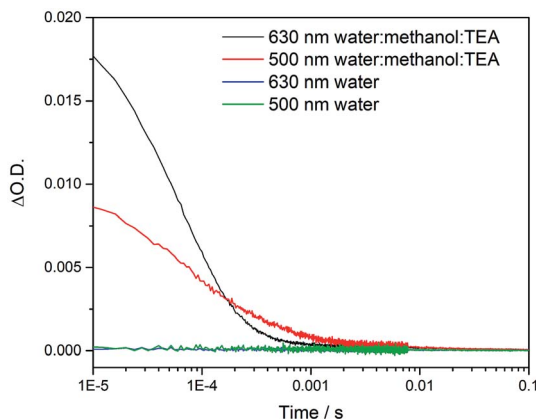 0.020
0.015
0.010
0.005
0.000
ΔO.D.
630 nm water:methanol:TEA
500 nm water:methanol:TEA
630 nm water
500 nm water
1E-5 1E-4 0.001 0.01 0.1
Time / s